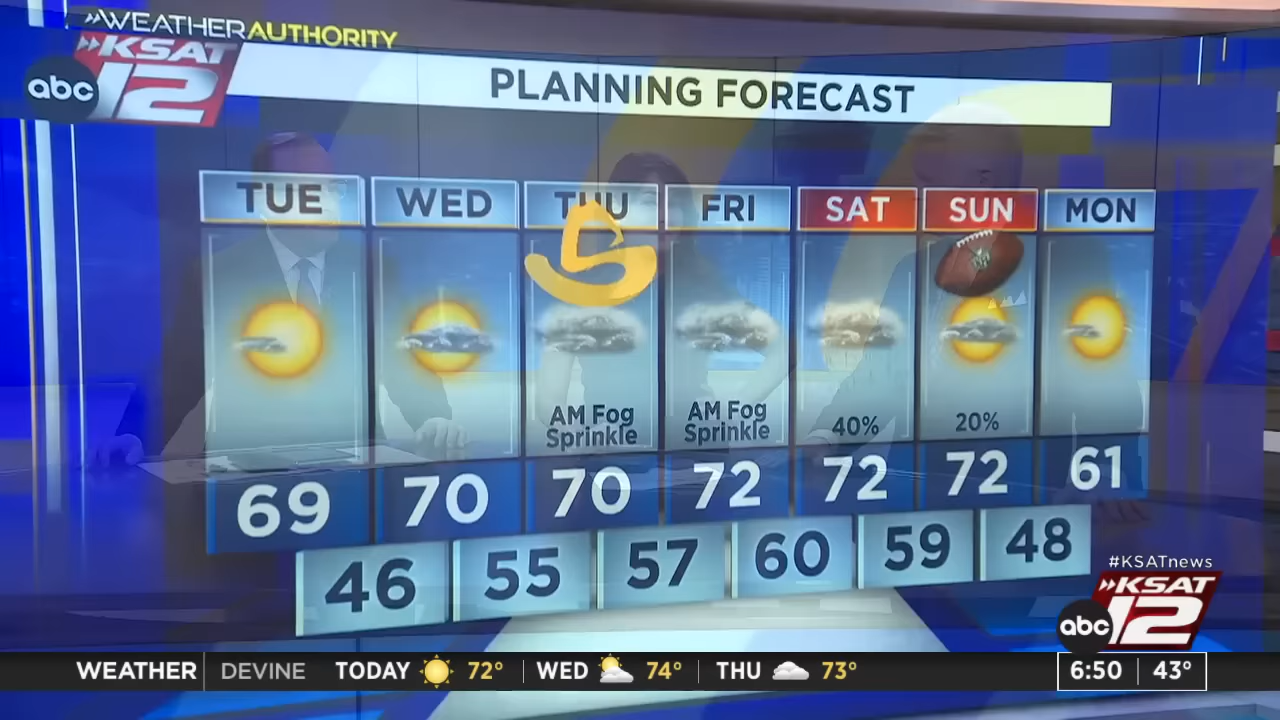 »WEATHERAUTHORITY
»KSAT
abc 12
PLANNING FORECAST
TUE WED THU FRI SAT SUN MON
AM Fog AM Fog
Sprinkle Sprinkle 40% 20%
69 70 70 72 72 72 61
46 55 57 60 59 48
#KSATnews
»KSAT
abc 12
WEATHER DEVINE TODAY 72° WED 74° THU 73° 6:50 43°